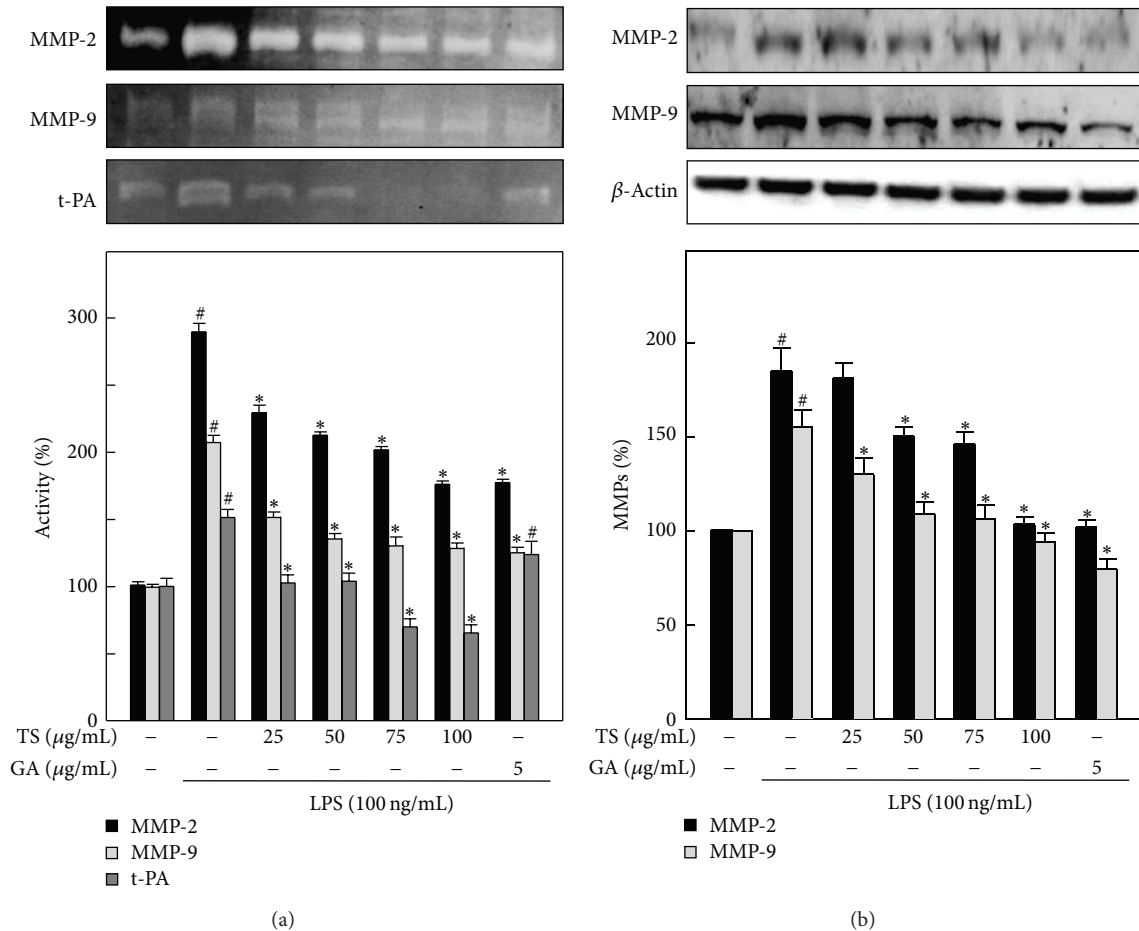 MMP-2
MMP-9
t-PA
Activity (%)
300
200
100
0
# # #
* * *
* * *
* * *
* * *
* * #
TS (μg/mL) – – 25 50 75 100 –
GA (μg/mL) – – – – – – 5
LPS (100 ng/mL)
MMP-2
MMP-9
t-PA
(a)
MMP-2
MMP-9
β-Actin
MMPs (%)
200
150
100
50
0
# #
*
* *
* *
* *
* *
TS (μg/mL) – – 25 50 75 100 –
GA (μg/mL) – – – – – – 5
LPS (100 ng/mL)
MMP-2
MMP-9
(b)